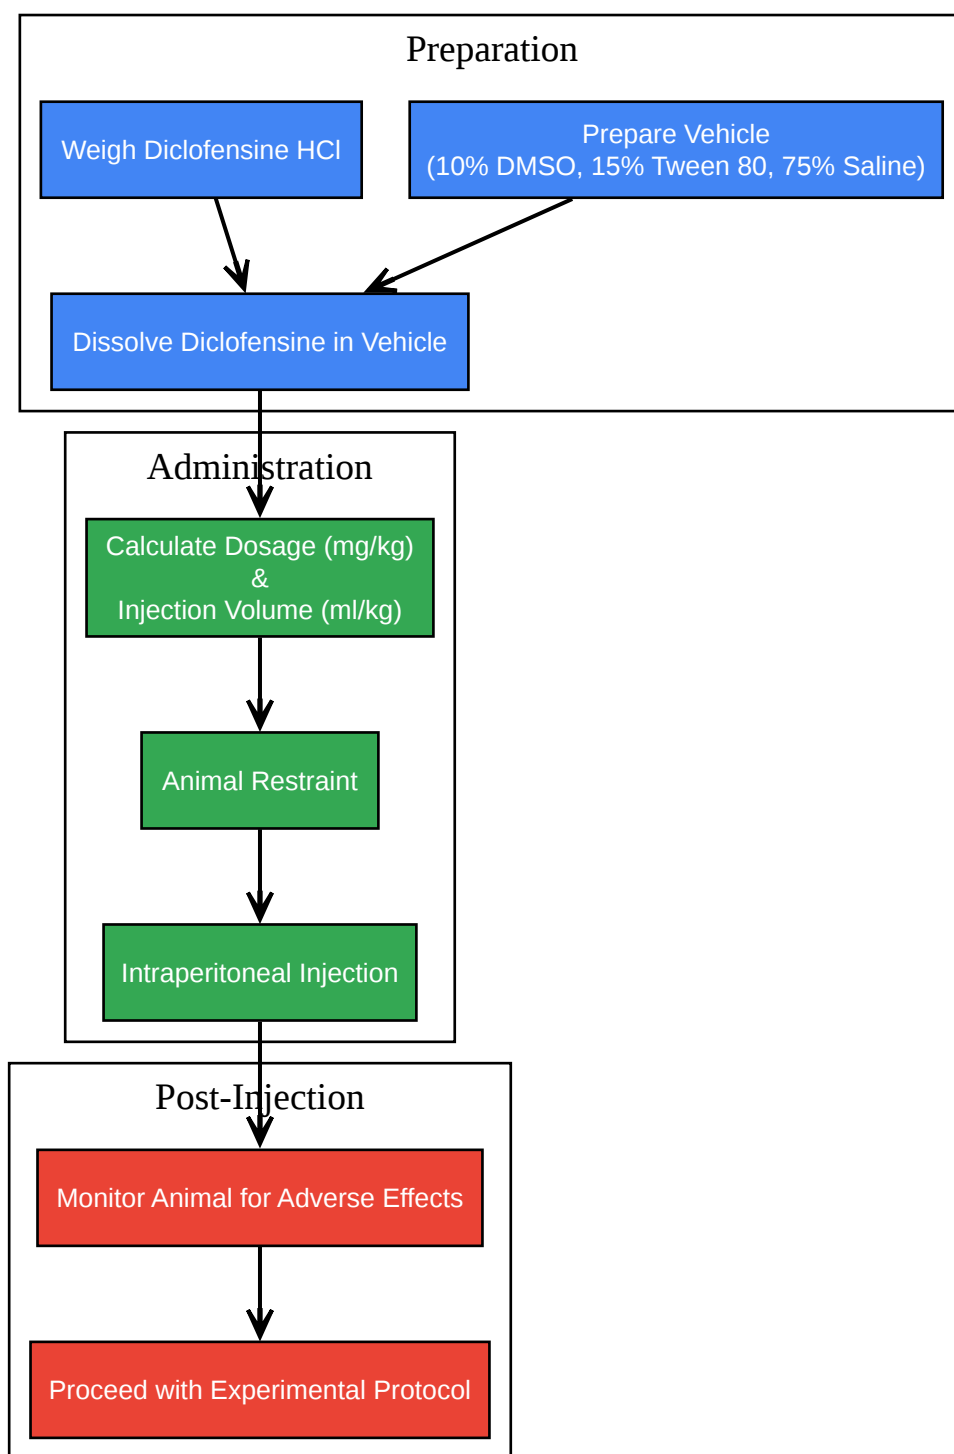 Preparation
Weigh Diclofensine HCl
Prepare Vehicle
(10% DMSO, 15% Tween 80, 75% Saline)
Dissolve Diclofensine in Vehicle
Administration
Calculate Dosage (mg/kg)
&
Injection Volume (ml/kg)
Animal Restraint
Intraperitoneal Injection
Post-Injection
Monitor Animal for Adverse Effects
Proceed with Experimental Protocol